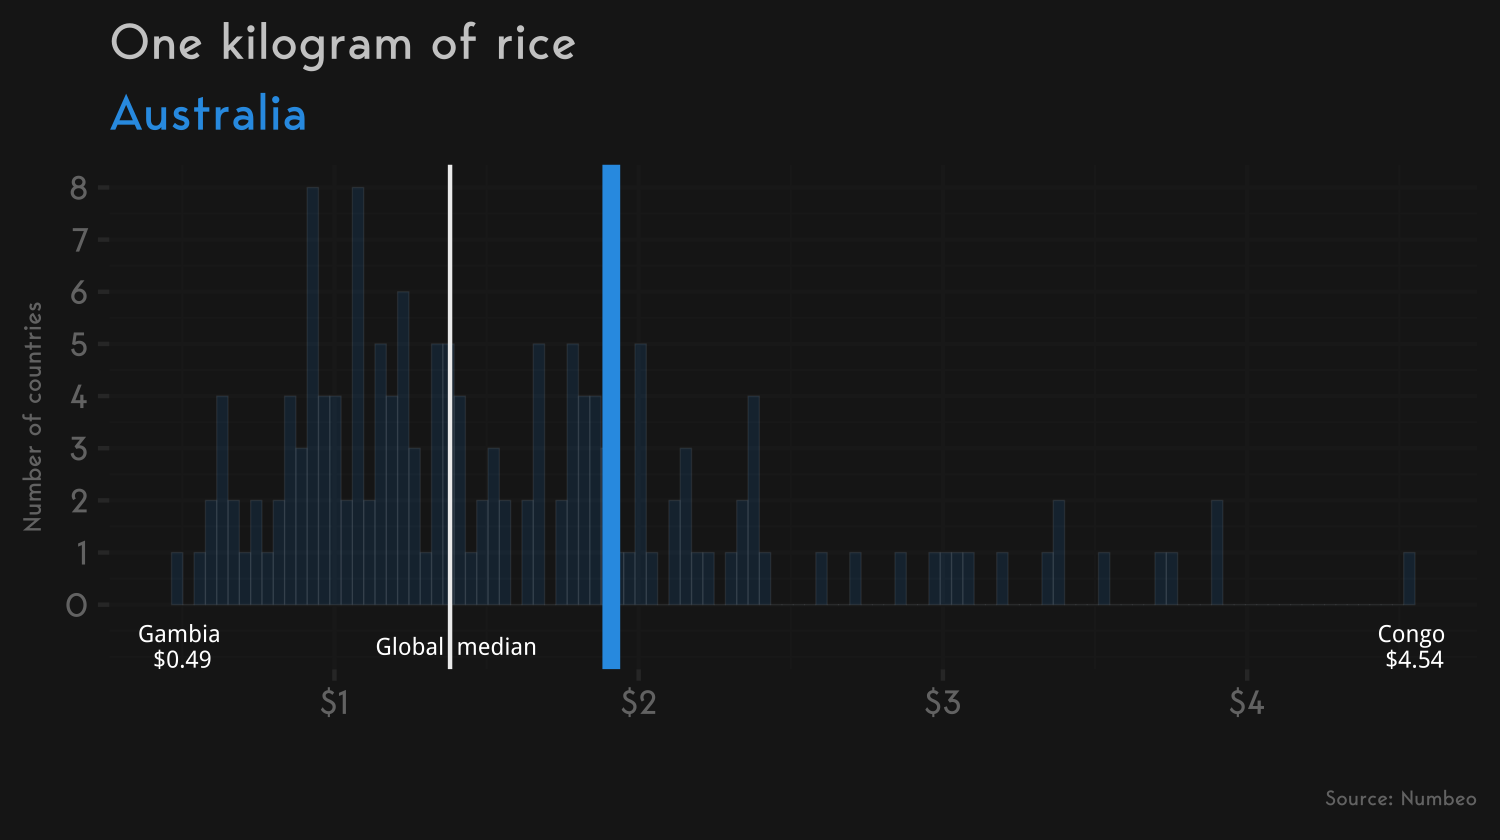 One kilogram of rice
Australia
Number of countries
8
7
6
5
4
3
2
1
0
Gambia
$0.49
Global median
Congo
$4.54
$1 $2 $3 $4
Source: Numbeo